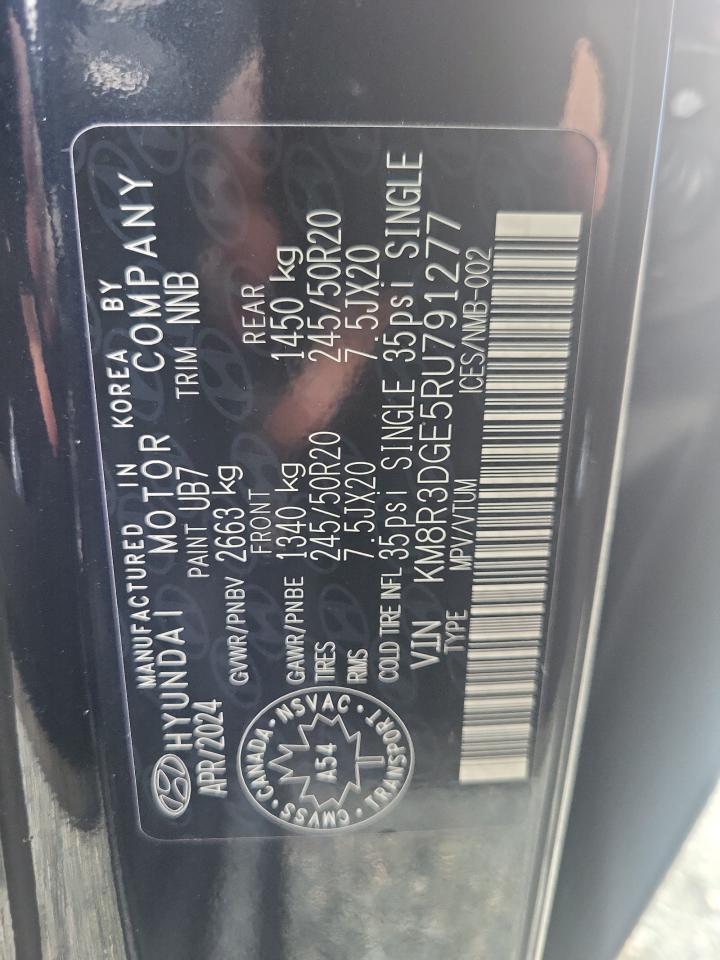 MANUFACTURED IN KOREA BY
HYUNDAI MOTOR COMPANY
APR/2024 PAINT UB7 TRIM NNB
GVWR/PNBV 2663 kg
FRONT REAR
GAWR/PNBE 1340 kg 1450 kg
TIRES 245/50R20 245/50R20
RMS 7.5JX20 7.5JX20
COLD TIRE INFL 35psi SINGLE 35psi SINGLE
VIN KM8R3DGE5RU791277
TYPE MPV/VTUM ICES/NMB-002
CANADA · NSVAC · TRANSPORT · CMVSS ·
A54